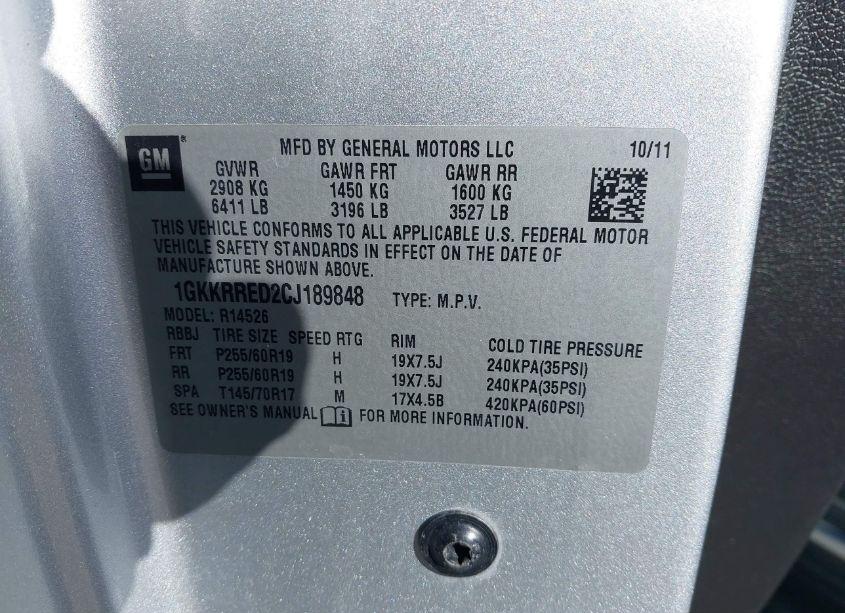 GM
MFD BY GENERAL MOTORS LLC 10/11
GVWR GAWR FRT GAWR RR
2908 KG 1450 KG 1600 KG
6411 LB 3196 LB 3527 LB
THIS VEHICLE CONFORMS TO ALL APPLICABLE U.S. FEDERAL MOTOR
VEHICLE SAFETY STANDARDS IN EFFECT ON THE DATE OF
MANUFACTURE SHOWN ABOVE.
1GKKRRED2CJ189848 TYPE: M.P.V.
MODEL: R14526
RBBJ TIRE SIZE SPEED RTG RIM COLD TIRE PRESSURE
FRT P255/60R19 H 19X7.5J 240KPA(35PSI)
RR P255/60R19 H 19X7.5J 240KPA(35PSI)
SPA T145/70R17 M 17X4.5B 420KPA(60PSI)
SEE OWNER'S MANUAL FOR MORE INFORMATION.